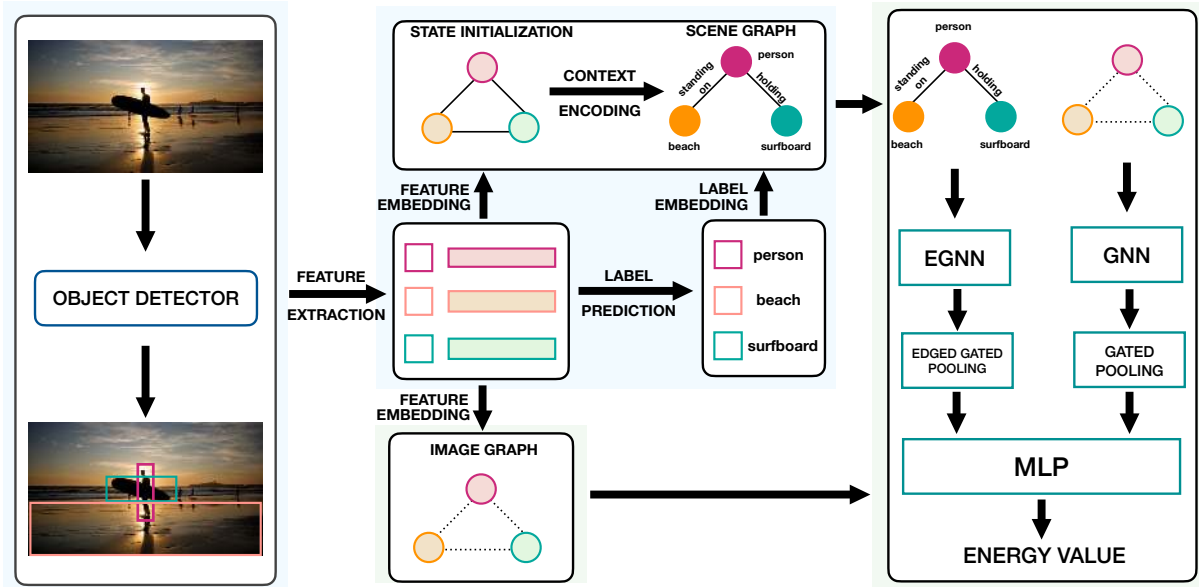 OBJECT DETECTOR
FEATURE
EXTRACTION
STATE INITIALIZATION
CONTEXT
ENCODING
SCENE GRAPH
person
standing
on
holding
beach
surfboard
FEATURE
EMBEDDING
LABEL
EMBEDDING
LABEL
PREDICTION
person
beach
surfboard
FEATURE
EMBEDDING
IMAGE GRAPH
person
standing
on
holding
beach
surfboard
EGNN
GNN
EDGED GATED
POOLING
GATED
POOLING
MLP
ENERGY VALUE